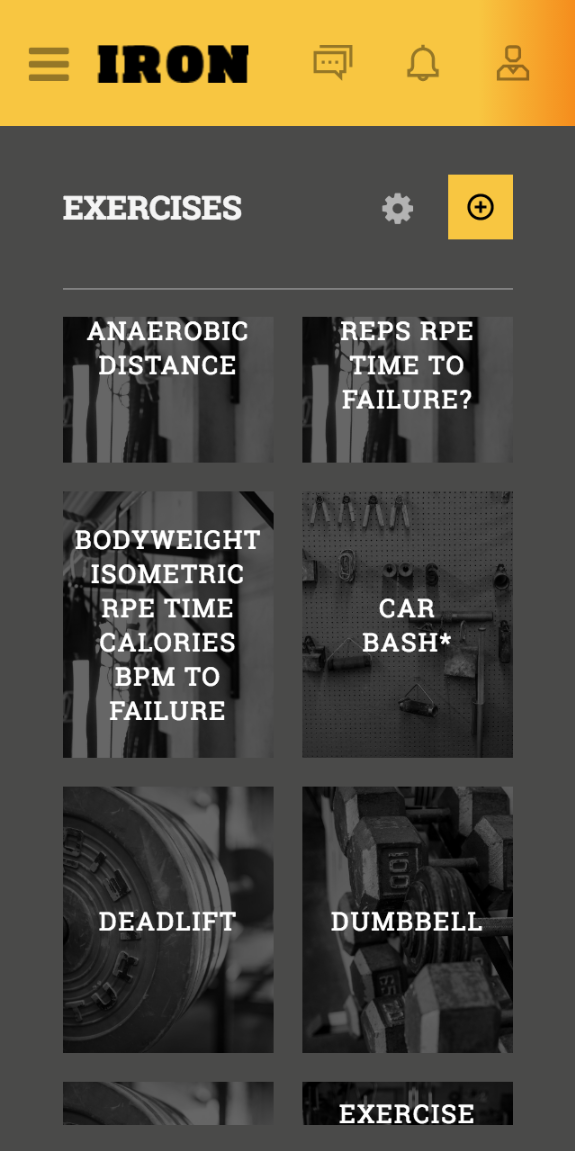 IRON
EXERCISES
ANAEROBIC
DISTANCE
REPS RPE
TIME TO
FAILURE?
BODYWEIGHT
ISOMETRIC
RPE TIME
CALORIES
BPM TO
FAILURE
CAR
BASH*
DEADLIFT
DUMBBELL
100
EXERCISE